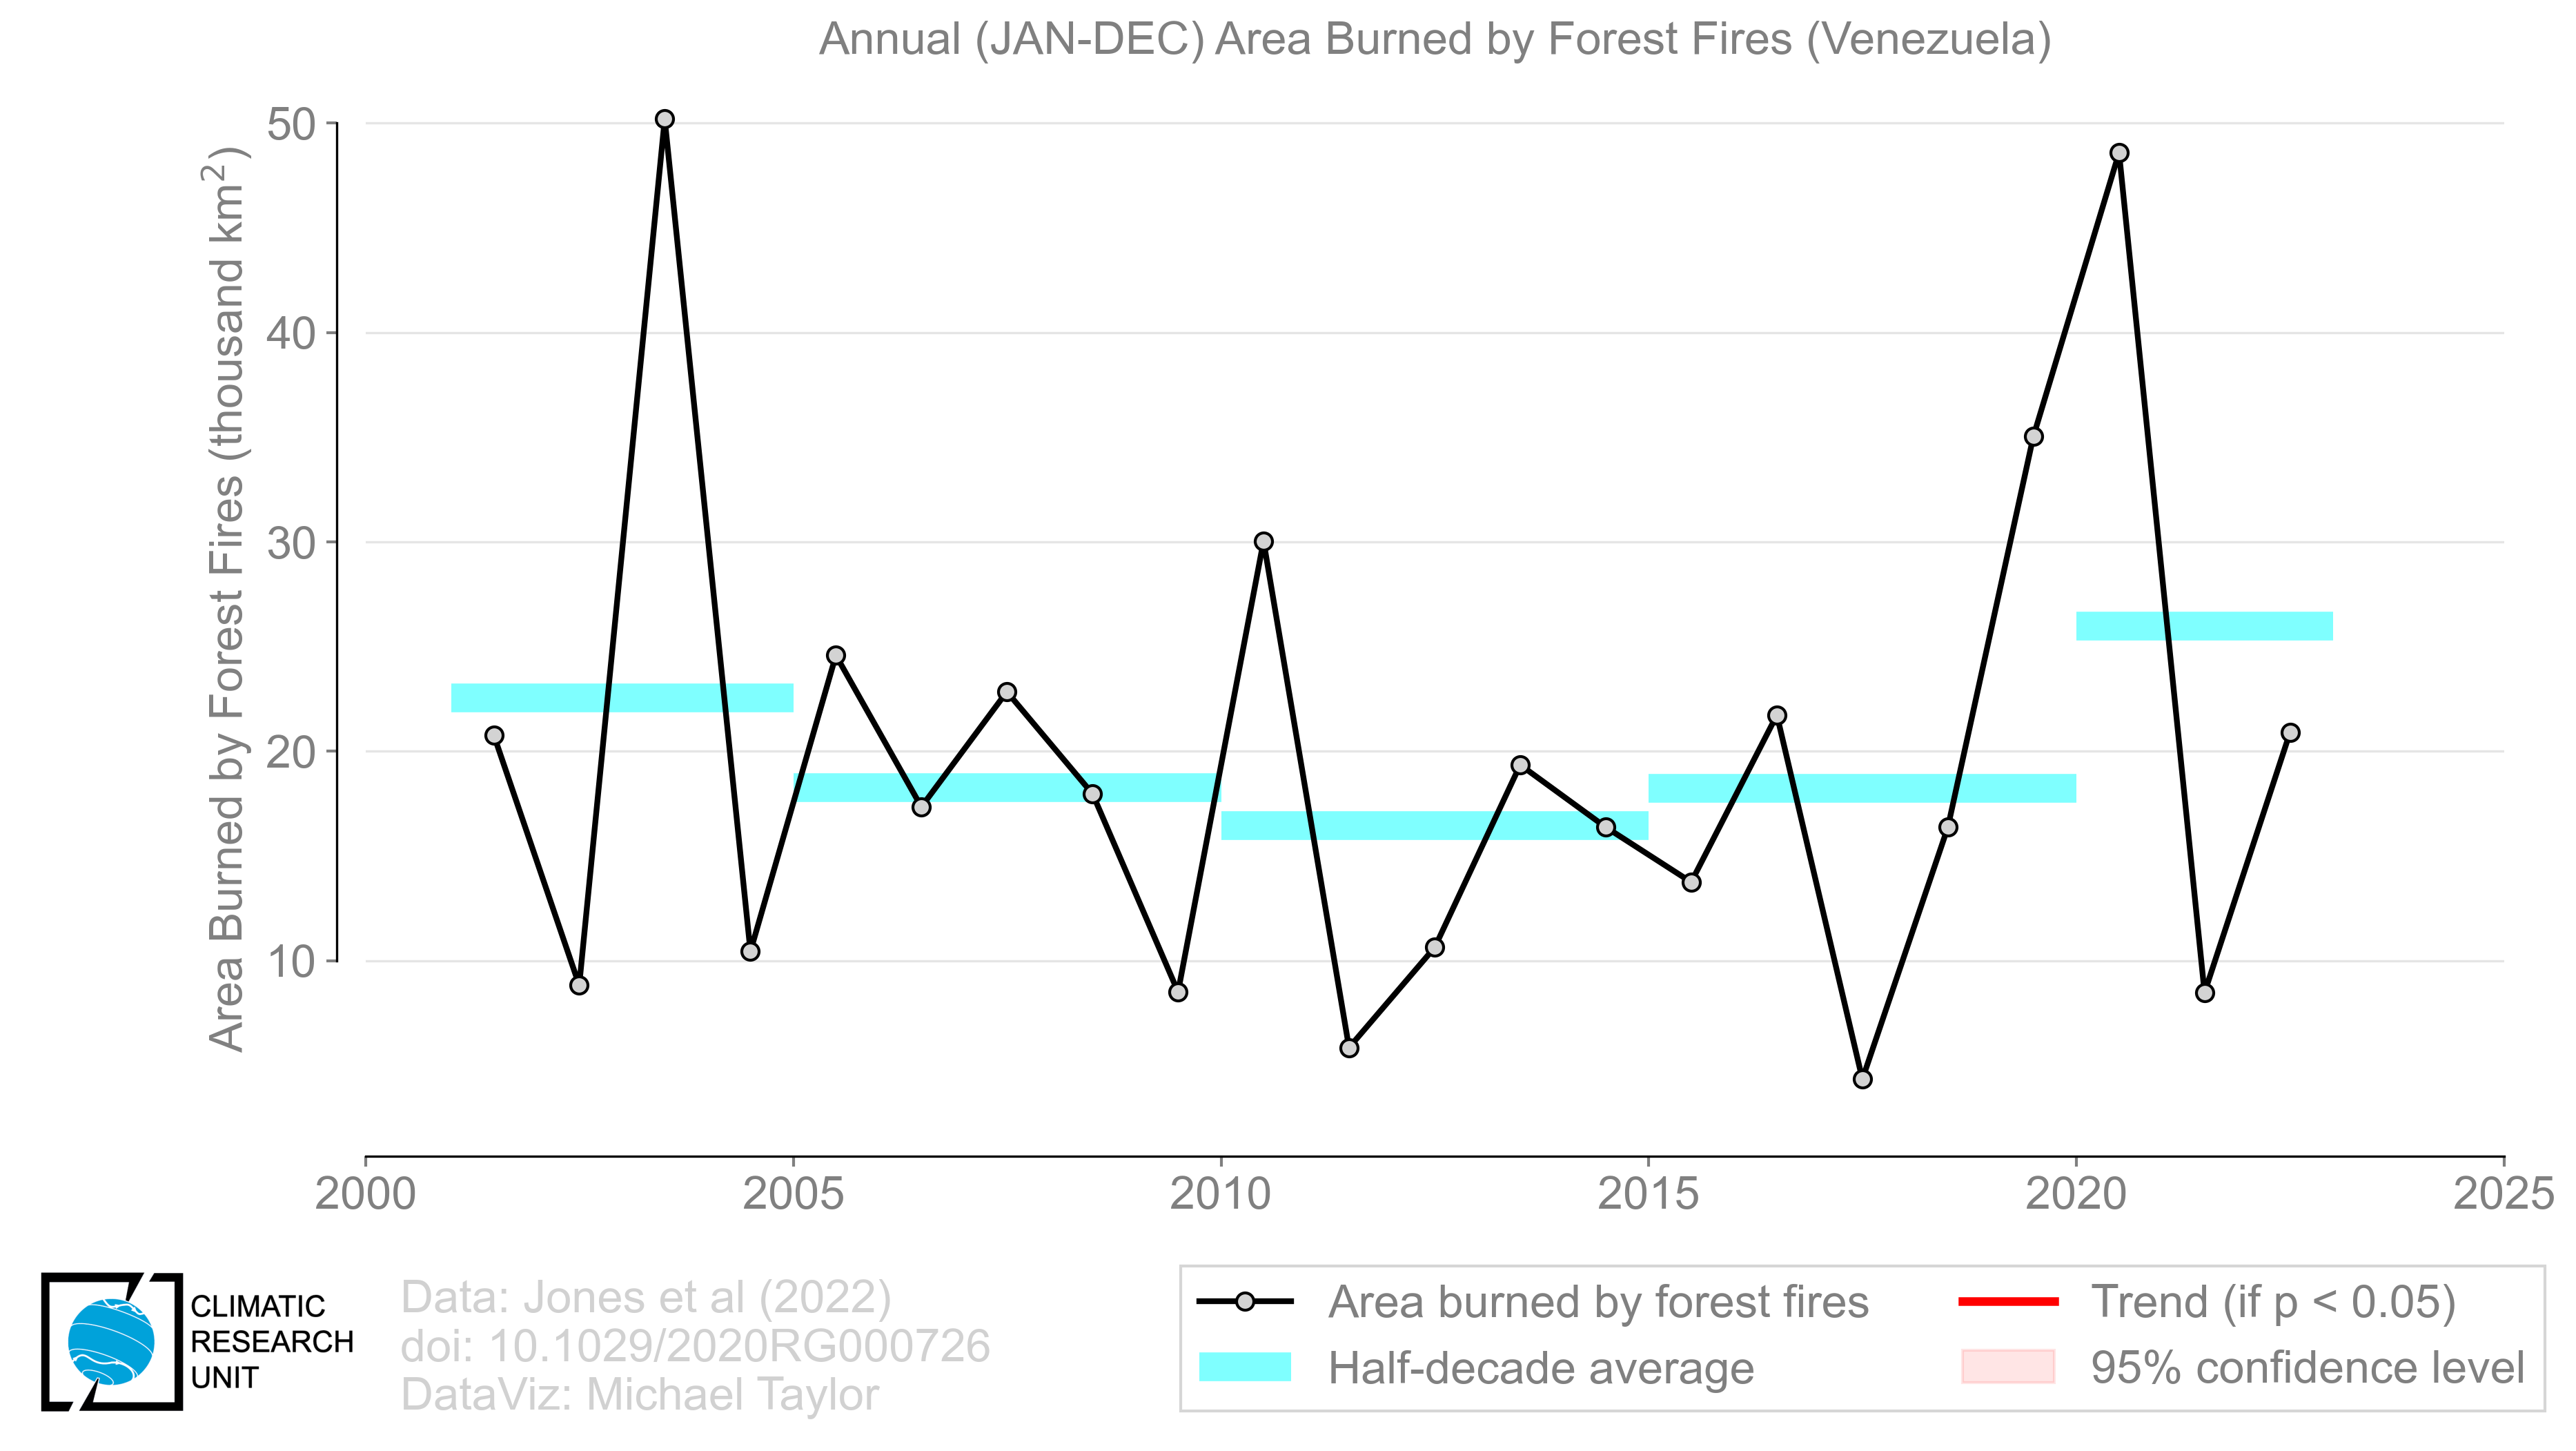 Annual (JAN-DEC) Area Burned by Forest Fires (Venezuela)
Area Burned by Forest Fires (thousand km²)
50
40
30
20
10
2000 2005 2010 2015 2020 2025
CLIMATIC
RESEARCH
UNIT
Data: Jones et al (2022)
doi: 10.1029/2020RG000726
DataViz: Michael Taylor
Area burned by forest fires
Half-decade average
Trend (if p < 0.05)
95% confidence level